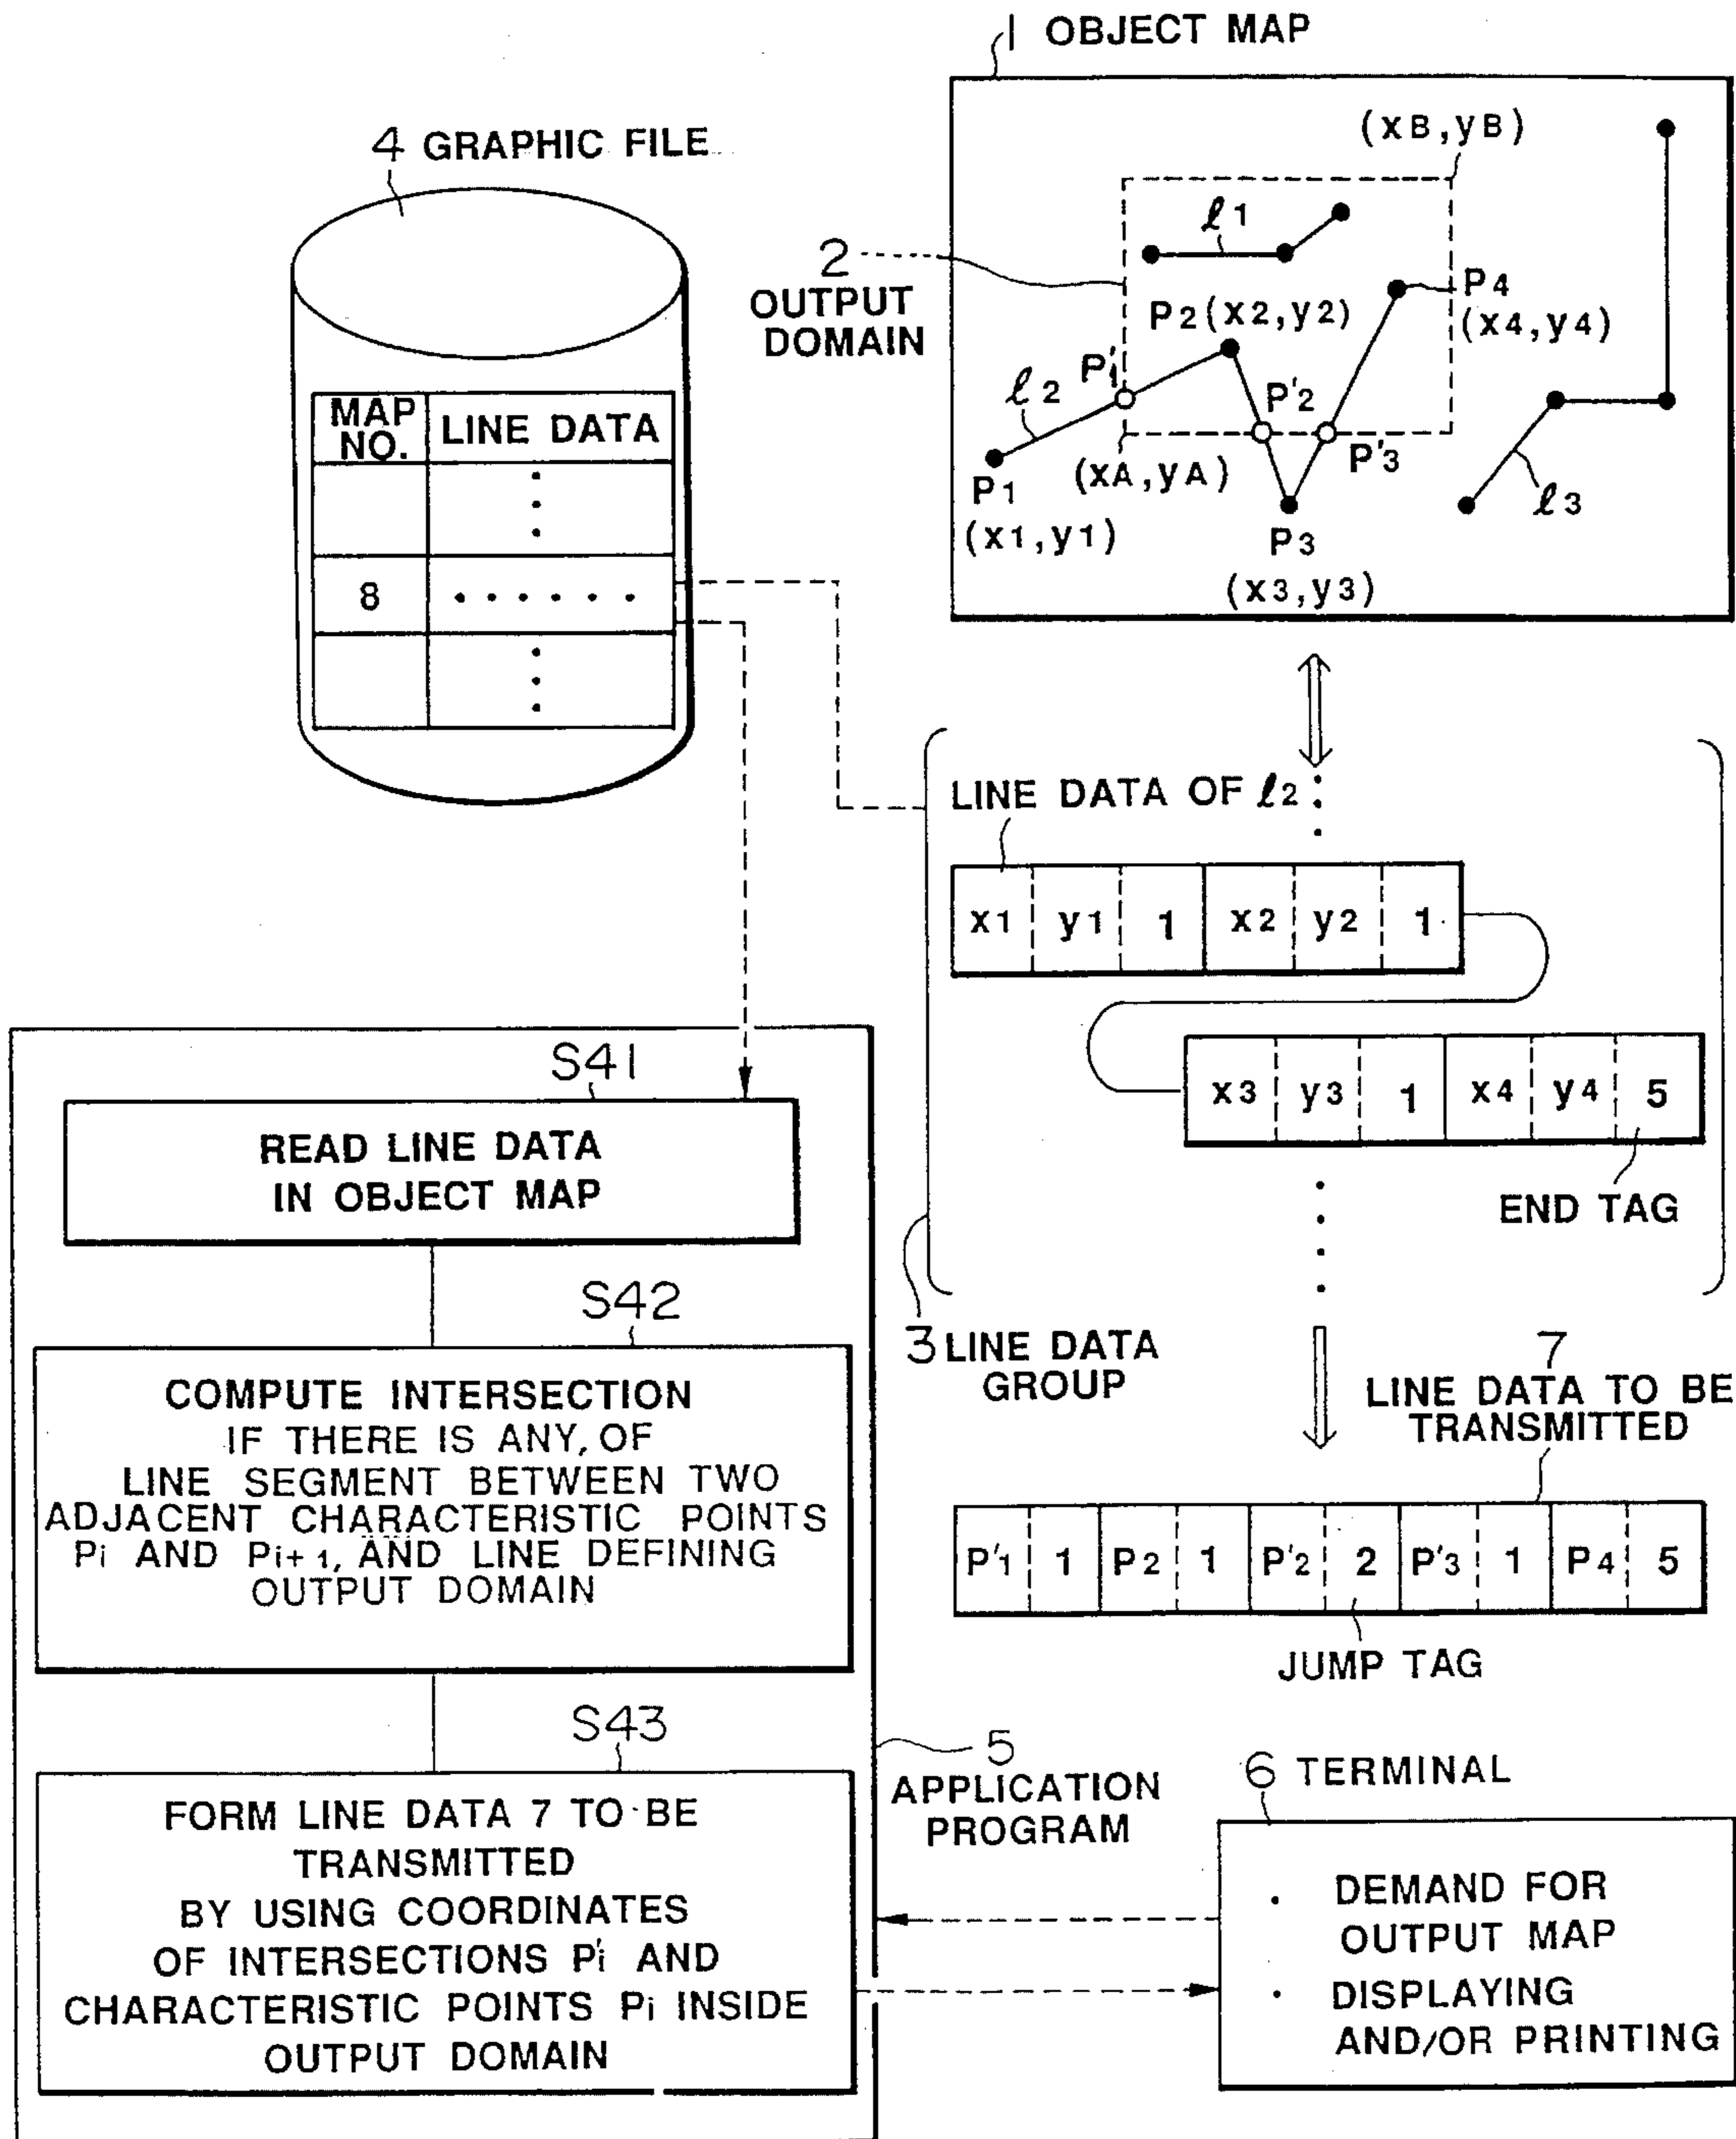 1 OBJECT MAP
(xB,yB)
4 GRAPHIC FILE
ℓ1
2
OUTPUT
DOMAIN
P2(x2,y2)
P4
(x4,y4)
P'1
ℓ2
P'2
P'3
(xA,yA)
P1
(x1,y1)
P3
(x3,y3)
ℓ3
MAP NO.
LINE DATA
8
LINE DATA OF ℓ2
x1 y1 1 x2 y2 1
x3 y3 1 x4 y4 5
END TAG
3 LINE DATA
GROUP
S41
READ LINE DATA
IN OBJECT MAP
S42
COMPUTE INTERSECTION
IF THERE IS ANY, OF
LINE SEGMENT BETWEEN TWO
ADJACENT CHARACTERISTIC POINTS
Pi AND Pi+1, AND LINE DEFINING
OUTPUT DOMAIN
7
LINE DATA TO BE
TRANSMITTED
P'1 1 P2 1 P'2 2 P'3 1 P4 5
JUMP TAG
S43
FORM LINE DATA 7 TO BE
TRANSMITTED
BY USING COORDINATES
OF INTERSECTIONS P'i AND
CHARACTERISTIC POINTS Pi INSIDE
OUTPUT DOMAIN
5
APPLICATION
PROGRAM
6 TERMINAL
· DEMAND FOR
OUTPUT MAP
· DISPLAYING
AND/OR PRINTING